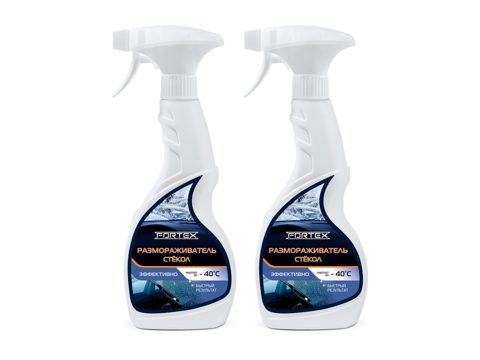 FORTEX
РАЗМОРАЖИВАТЕЛЬ
СТЁКОЛ
ЭФФЕКТИВНО
- 40°C
БЫСТРЫЙ
РЕЗУЛЬТАТ
FORTEX
РАЗМОРАЖИВАТЕЛЬ
СТЁКОЛ
ЭФФЕКТИВНО
- 40°C
БЫСТРЫЙ
РЕЗУЛЬТАТ